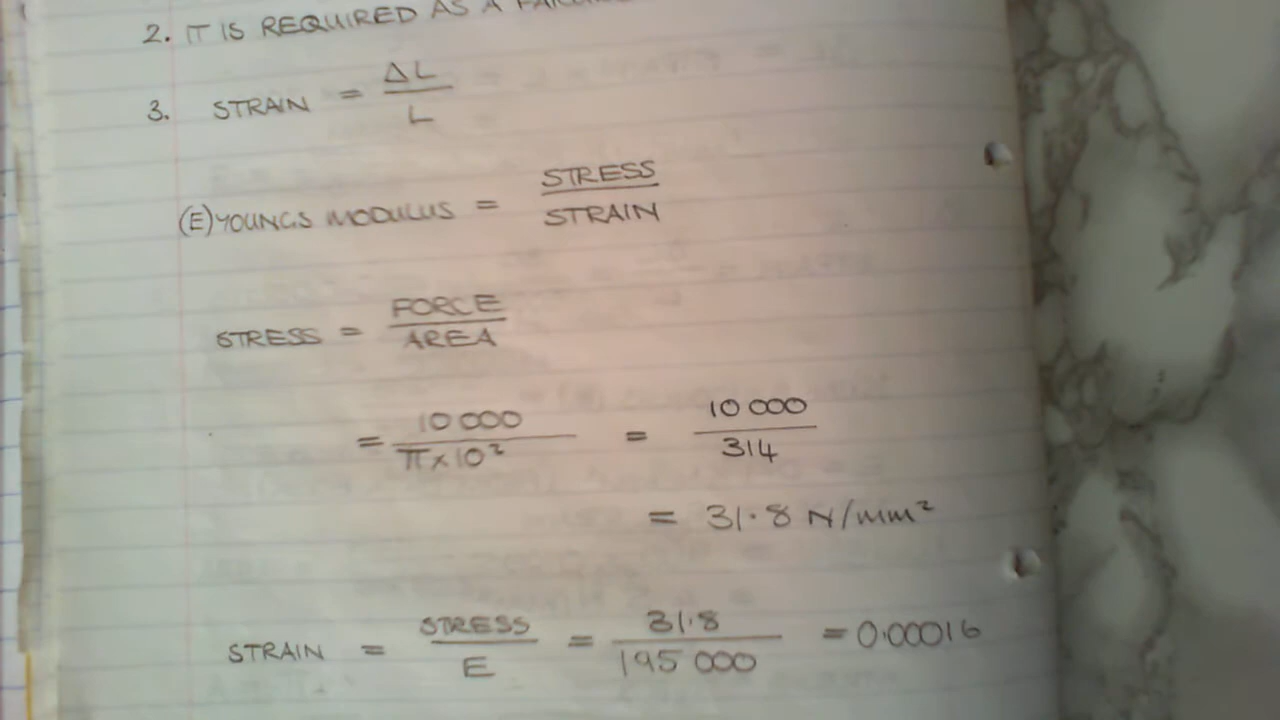 2. IT IS REQUIRED AS A
3. STRAIN = ΔL / L
(E) YOUNGS MODULUS = STRESS / STRAIN
STRESS = FORCE / AREA
= 10 000 / π × 10² = 10 000 / 314
= 31.8 N/mm²
STRAIN = STRESS / E = 31.8 / 195 000 = 0.00016